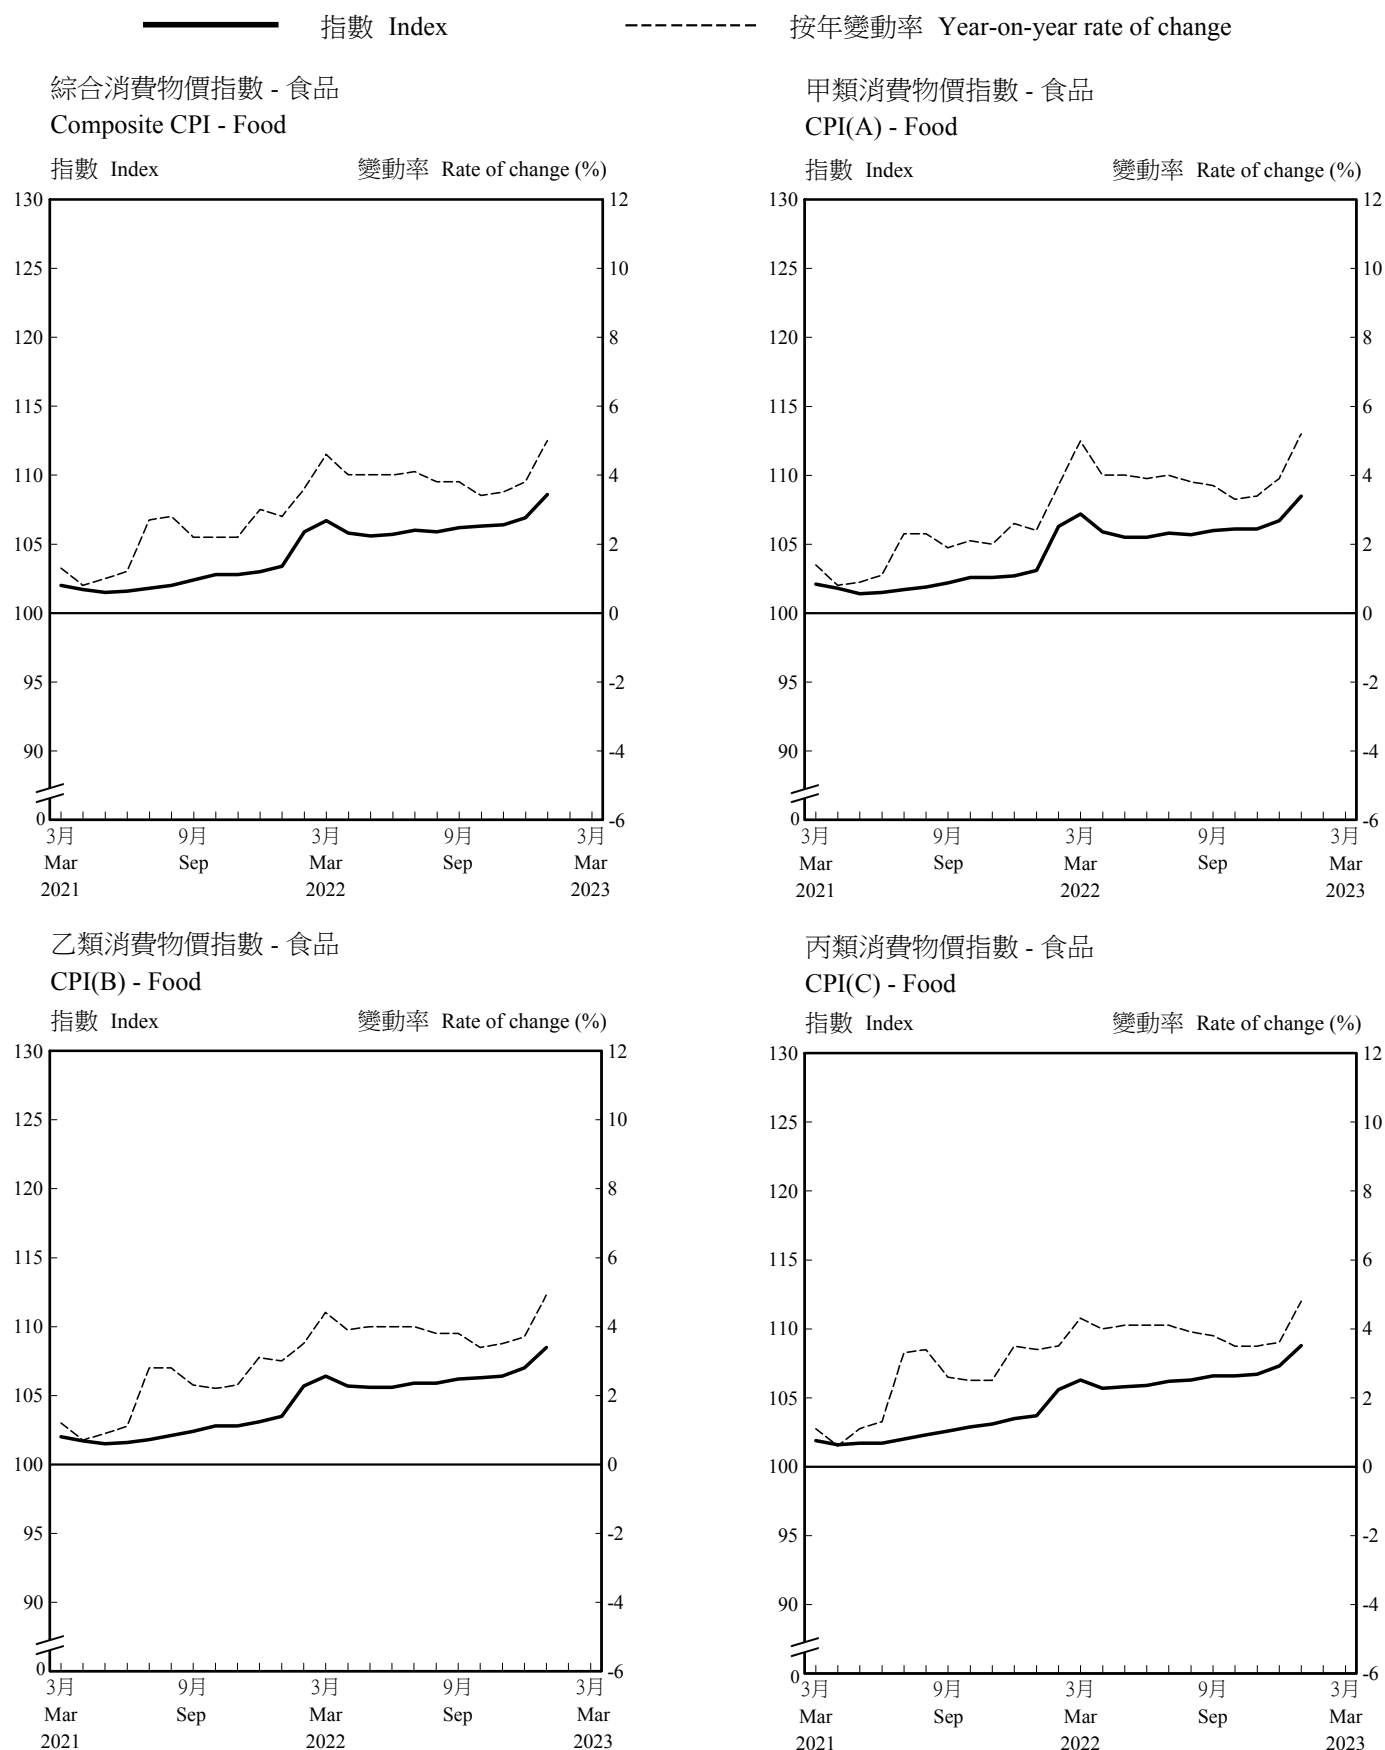 指數 Index
按年變動率 Year-on-year rate of change
綜合消費物價指數 - 食品
Composite CPI - Food
指數 Index
變動率 Rate of change (%)
130
125
120
115
110
105
100
95
90
0
12
10
8
6
4
2
0
-2
-4
-6
3月 9月 3月 9月 3月
Mar Sep Mar Sep Mar
2021 2022 2023
甲類消費物價指數 - 食品
CPI(A) - Food
指數 Index
變動率 Rate of change (%)
130
125
120
115
110
105
100
95
90
0
12
10
8
6
4
2
0
-2
-4
-6
3月 9月 3月 9月 3月
Mar Sep Mar Sep Mar
2021 2022 2023
乙類消費物價指數 - 食品
CPI(B) - Food
指數 Index
變動率 Rate of change (%)
130
125
120
115
110
105
100
95
90
0
12
10
8
6
4
2
0
-2
-4
-6
3月 9月 3月 9月 3月
Mar Sep Mar Sep Mar
2021 2022 2023
丙類消費物價指數 - 食品
CPI(C) - Food
指數 Index
變動率 Rate of change (%)
130
125
120
115
110
105
100
95
90
0
12
10
8
6
4
2
0
-2
-4
-6
3月 9月 3月 9月 3月
Mar Sep Mar Sep Mar
2021 2022 2023